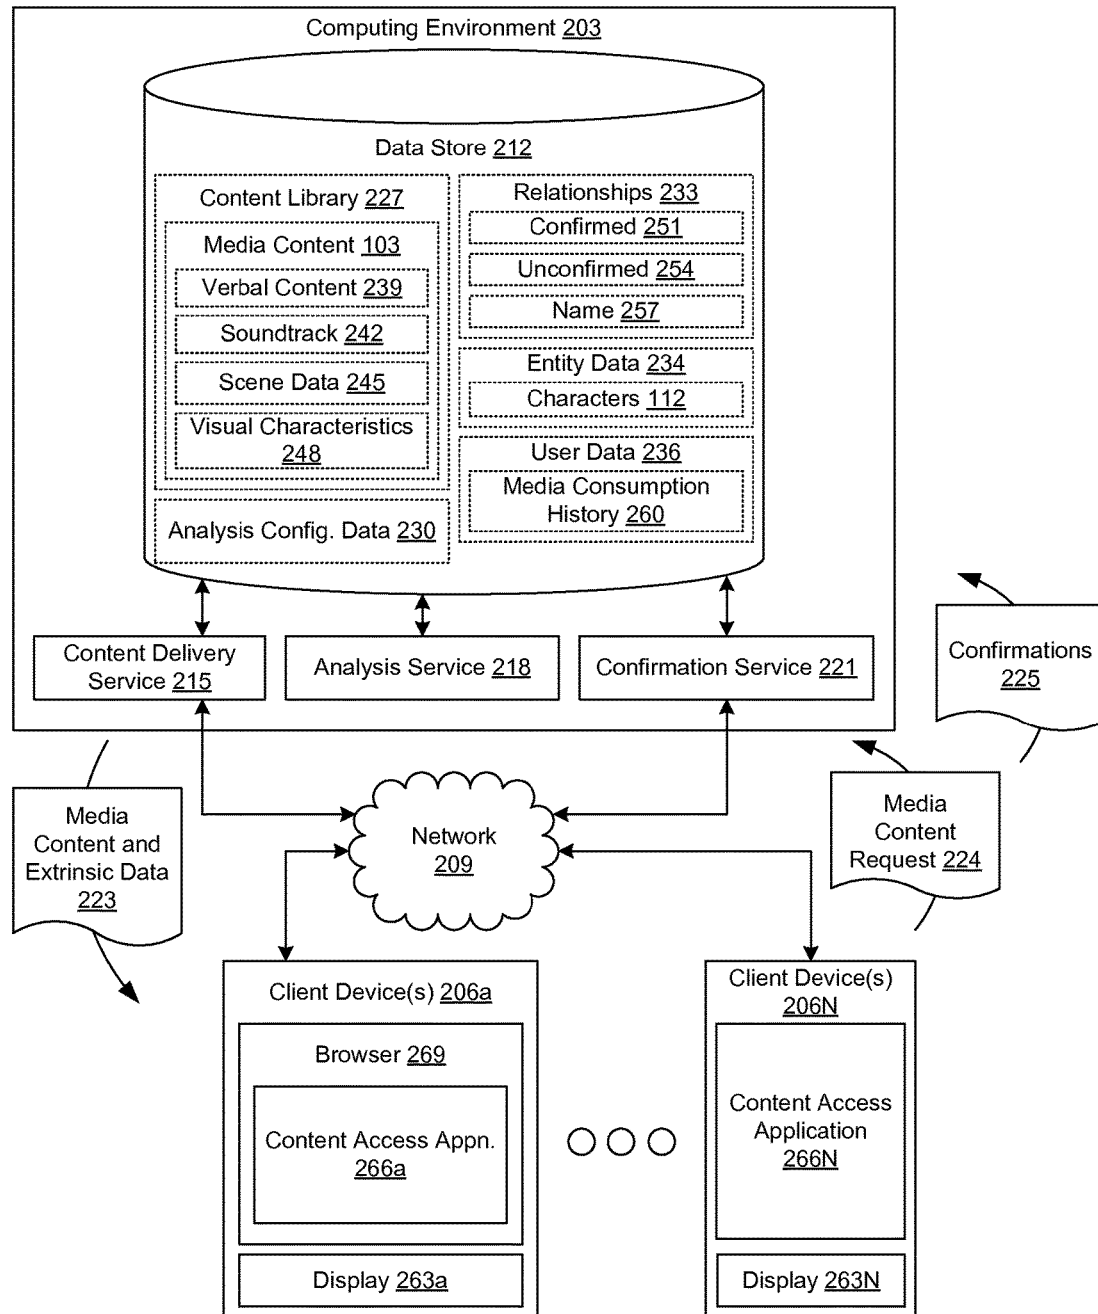 Computing Environment 203
Data Store 212
Content Library 227
Media Content 103
Verbal Content 239
Soundtrack 242
Scene Data 245
Visual Characteristics
248
Analysis Config. Data 230
Relationships 233
Confirmed 251
Unconfirmed 254
Name 257
Entity Data 234
Characters 112
User Data 236
Media Consumption
History 260
Content Delivery
Service 215
Analysis Service 218
Confirmation Service 221
Confirmations
225
Media
Content and
Extrinsic Data
223
Network
209
Media
Content
Request 224
Client Device(s) 206a
Browser 269
Content Access Appn.
266a
Display 263a
Client Device(s)
206N
Content Access
Application
266N
Display 263N